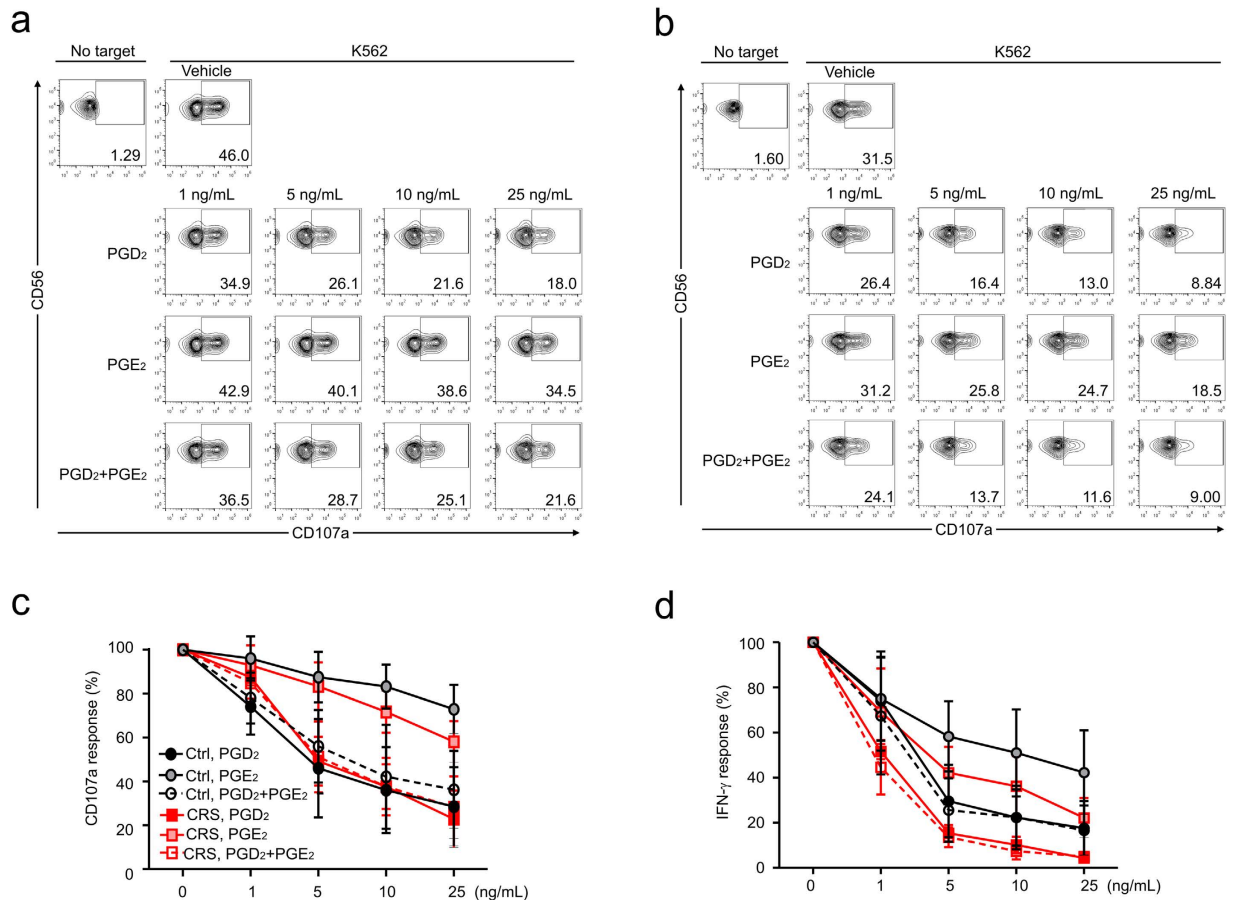 a
No target
K562
Vehicle
1.29
46.0
1 ng/mL
5 ng/mL
10 ng/mL
25 ng/mL
PGD2
34.9
26.1
21.6
18.0
PGE2
42.9
40.1
38.6
34.5
PGD2+PGE2
36.5
28.7
25.1
21.6
CD56
CD107a
b
No target
K562
Vehicle
1.60
31.5
1 ng/mL
5 ng/mL
10 ng/mL
25 ng/mL
PGD2
26.4
16.4
13.0
8.84
PGE2
31.2
25.8
24.7
18.5
PGD2+PGE2
24.1
13.7
11.6
9.00
CD56
CD107a
c
CD107a response (%)
100
80
60
40
20
0
Ctrl, PGD2
Ctrl, PGE2
Ctrl, PGD2+PGE2
CRS, PGD2
CRS, PGE2
CRS, PGD2+PGE2
0 1 5 10 25 (ng/mL)
d
IFN-γ response (%)
100
80
60
40
20
0
0 1 5 10 25 (ng/mL)